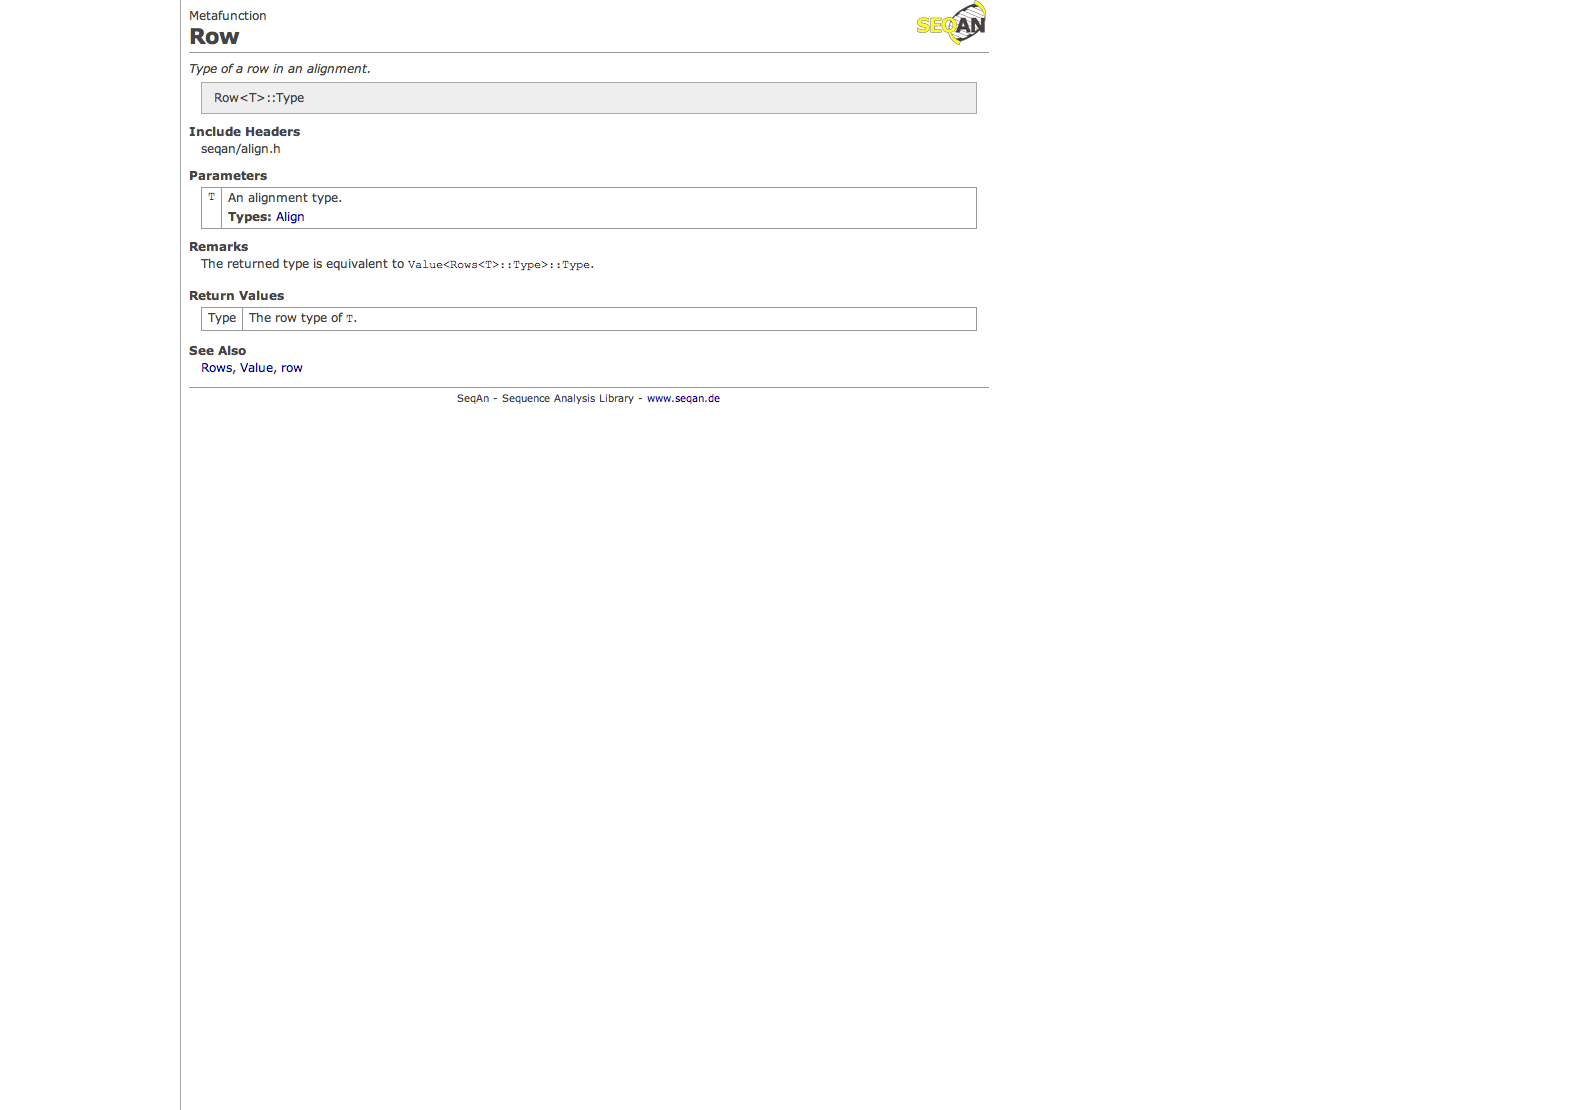 Metafunction
Row
SEQAN
Type of a row in an alignment.
Row<T>::Type
Include Headers
seqan/align.h
Parameters
T An alignment type.
Types: Align
Remarks
The returned type is equivalent to Value<Rows<T>::Type>::Type.
Return Values
Type The row type of T.
See Also
Rows, Value, row
SeqAn - Sequence Analysis Library - www.seqan.de